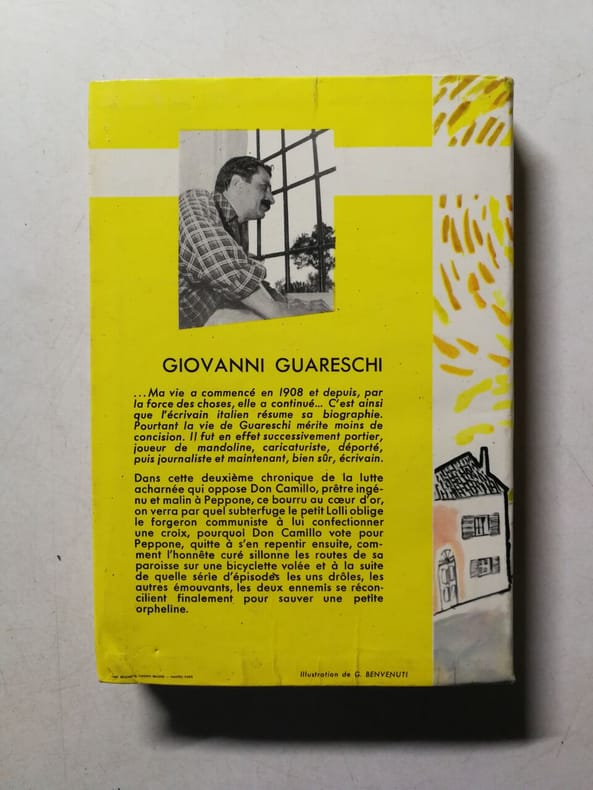 GIOVANNI GUARESCHI
...Ma vie a commencé en 1908 et depuis, par
la force des choses, elle a continué... C'est ainsi
que l'écrivain italien résume sa biographie.
Pourtant la vie de Guareschi mérite moins de
concision. Il fut en effet successivement portier,
joueur de mandoline, caricaturiste, déporté,
puis journaliste et maintenant, bien sûr, écrivain.
Dans cette deuxième chronique de la lutte
acharnée qui oppose Don Camillo, prêtre ingé-
nu et malin à Peppone, ce bourru au cœur d'or,
on verra par quel subterfuge le petit Lolli oblige
le forgeron communiste à lui confectionner
une croix, pourquoi Don Camillo vote pour
Peppone, quitte à s'en repentir ensuite, com-
ment l'honnête curé sillonne les routes de sa
paroisse sur une bicyclette volée et à la suite
de quelle série d'épisodes les uns drôles, les
autres émouvants, les deux ennemis se récon-
cilient finalement pour sauver une petite
orpheline.
Illustration de G. BENVENUTI